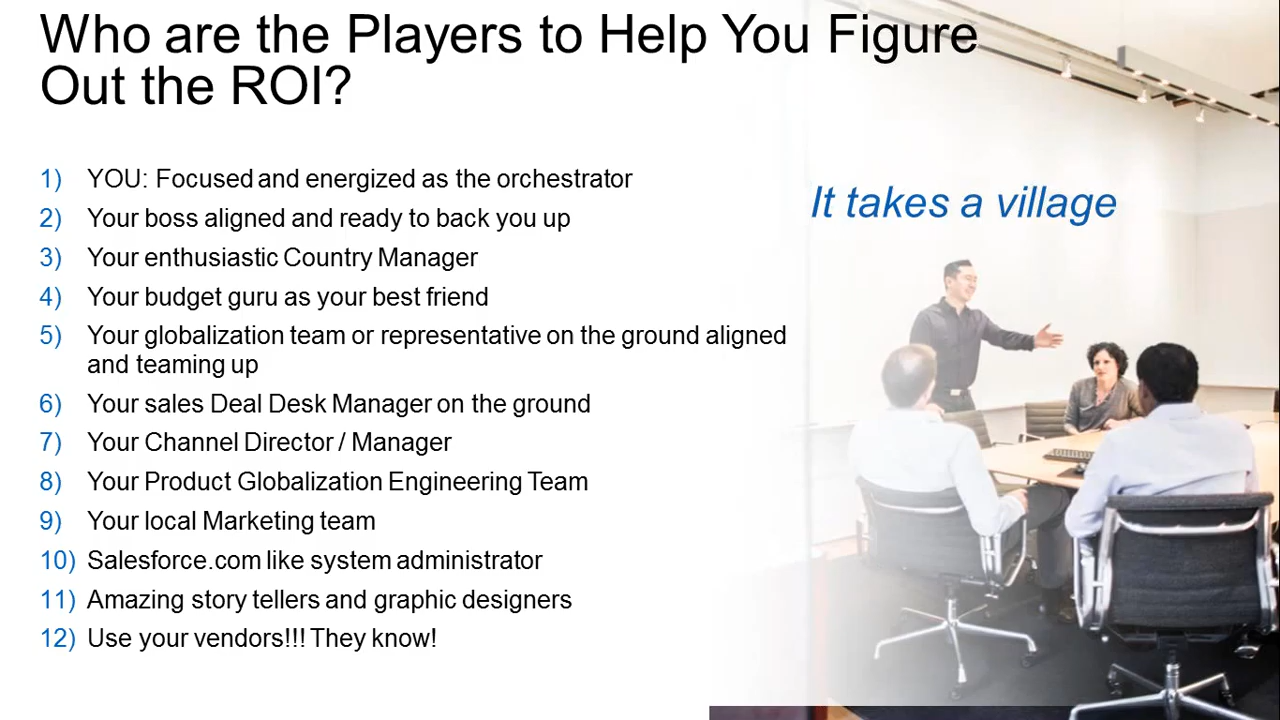 Who are the Players to Help You Figure
Out the ROI?
1) YOU: Focused and energized as the orchestrator
2) Your boss aligned and ready to back you up
3) Your enthusiastic Country Manager
4) Your budget guru as your best friend
5) Your globalization team or representative on the ground aligned
and teaming up
6) Your sales Deal Desk Manager on the ground
7) Your Channel Director / Manager
8) Your Product Globalization Engineering Team
9) Your local Marketing team
10) Salesforce.com like system administrator
11) Amazing story tellers and graphic designers
12) Use your vendors!!! They know!
It takes a village